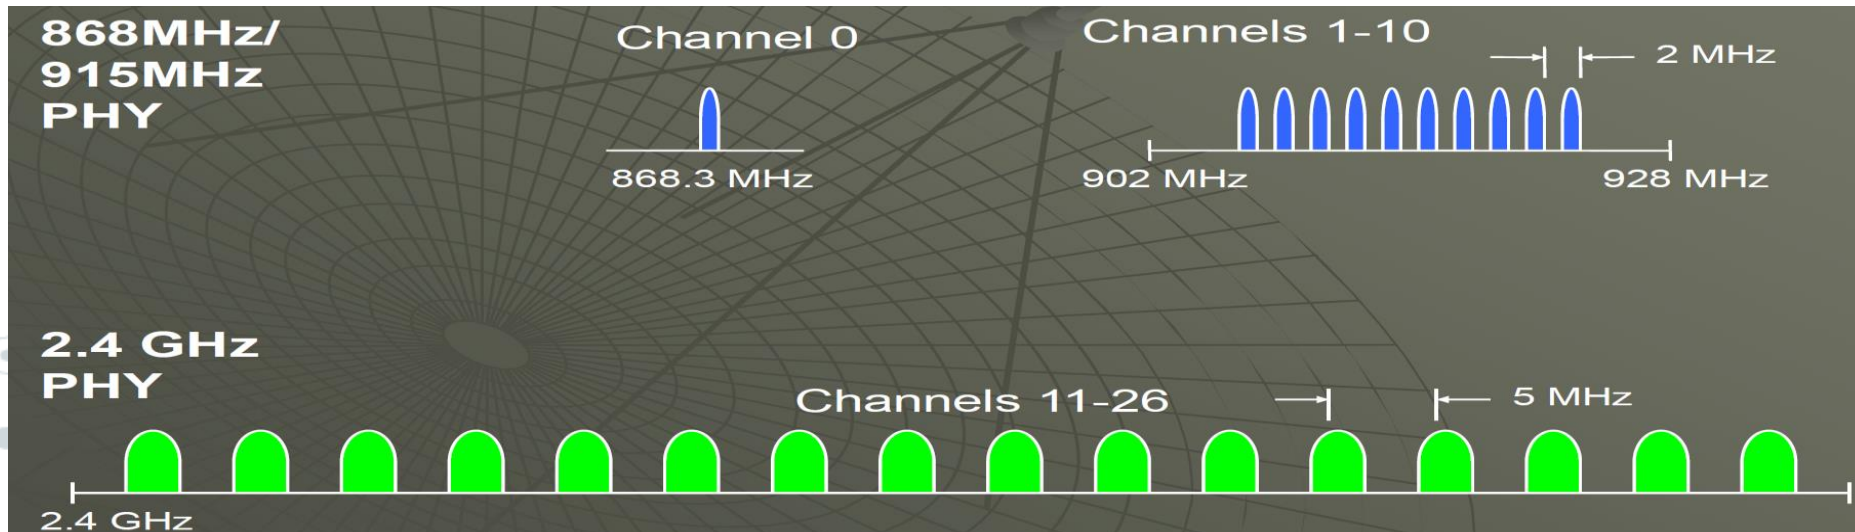 868MHz/
915MHz
PHY
Channel 0
868.3 MHz
Channels 1-10
2 MHz
902 MHz
928 MHz
2.4 GHz
PHY
Channels 11-26
5 MHz
2.4 GHz